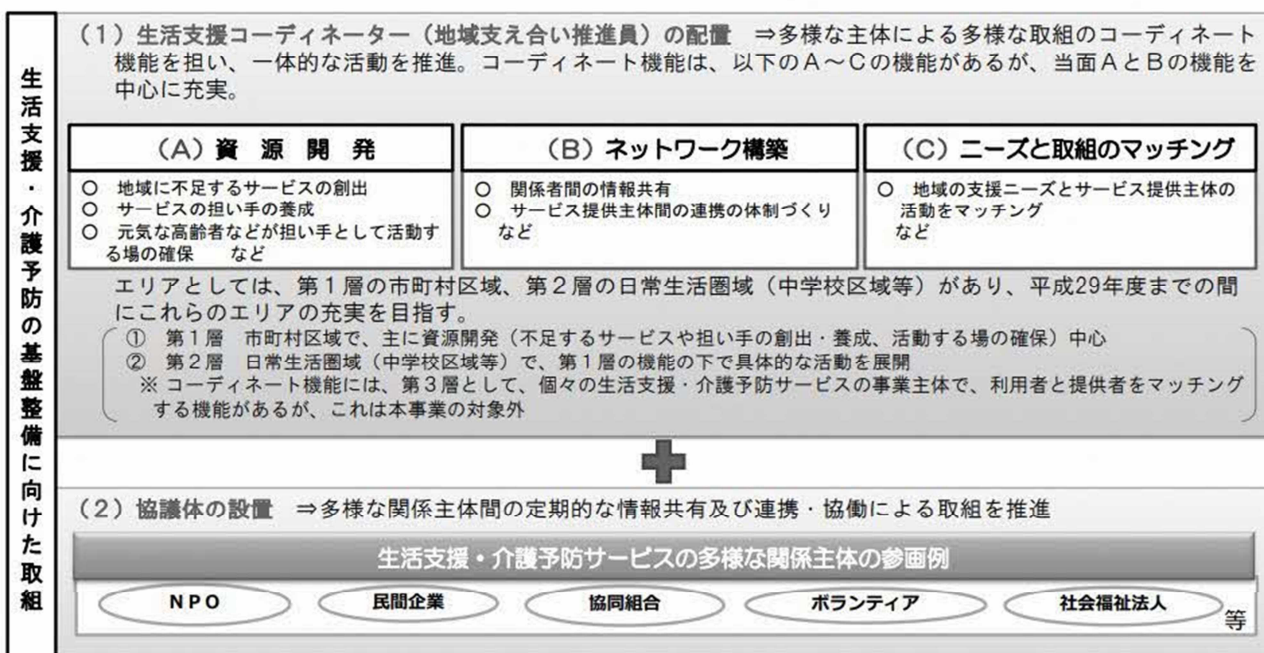 生活支援・介護予防の基盤整備に向けた取組
（１）生活支援コーディネーター（地域支え合い推進員）の配置　⇒多様な主体による多様な取組のコーディネート
機能を担い、一体的な活動を推進。コーディネート機能は、以下のＡ～Ｃの機能があるが、当面ＡとＢの機能を
中心に充実。
（A）資　源　開　発
○　地域に不足するサービスの創出
○　サービスの担い手の養成
○　元気な高齢者などが担い手として活動す
る場の確保　　など
（B）ネットワーク構築
○　関係者間の情報共有
○　サービス提供主体間の連携の体制づくり
など
（C）ニーズと取組のマッチング
○　地域の支援ニーズとサービス提供主体の
活動をマッチング
など
エリアとしては、第１層の市町村区域、第２層の日常生活圏域（中学校区域等）があり、平成29年度までの間
にこれらのエリアの充実を目指す。
①　第１層　市町村区域で、主に資源開発（不足するサービスや担い手の創出・養成、活動する場の確保）中心
②　第２層　日常生活圏域（中学校区域等）で、第１層の機能の下で具体的な活動を展開
※ コーディネート機能には、第３層として、個々の生活支援・介護予防サービスの事業主体で、利用者と提供者をマッチング
する機能があるが、これは本事業の対象外
（２）協議体の設置　⇒多様な関係主体間の定期的な情報共有及び連携・協働による取組を推進
生活支援・介護予防サービスの多様な関係主体の参画例
ＮＰＯ
民間企業
協同組合
ボランティア
社会福祉法人
等